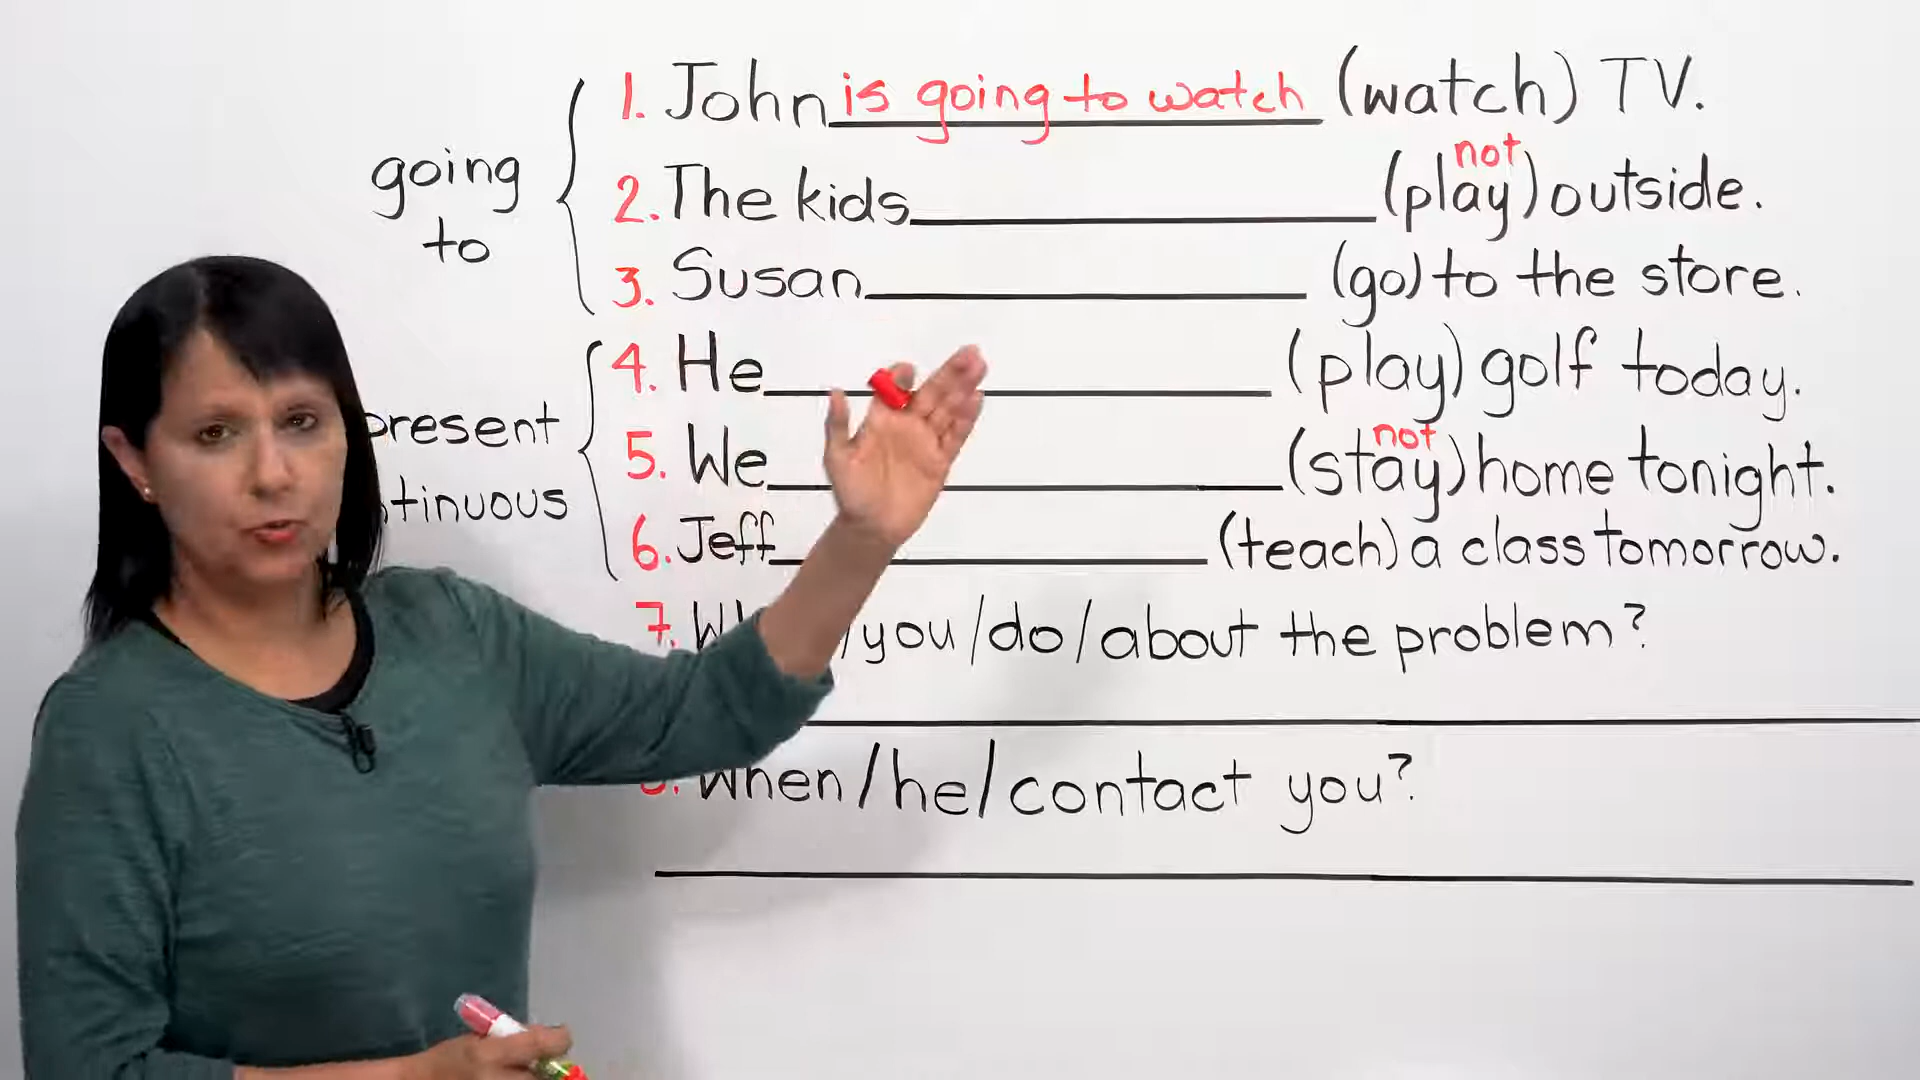 going
to
1. John is going to watch (watch) TV.
not
2. The kids (play) outside.
3. Susan (go) to the store.
tinuous
4. He (play) golf today.
not
5. We (stay) home tonight.
6. Jeff (teach) a class tomorrow.
7. /you/do/about the problem?
When/he/contact you?